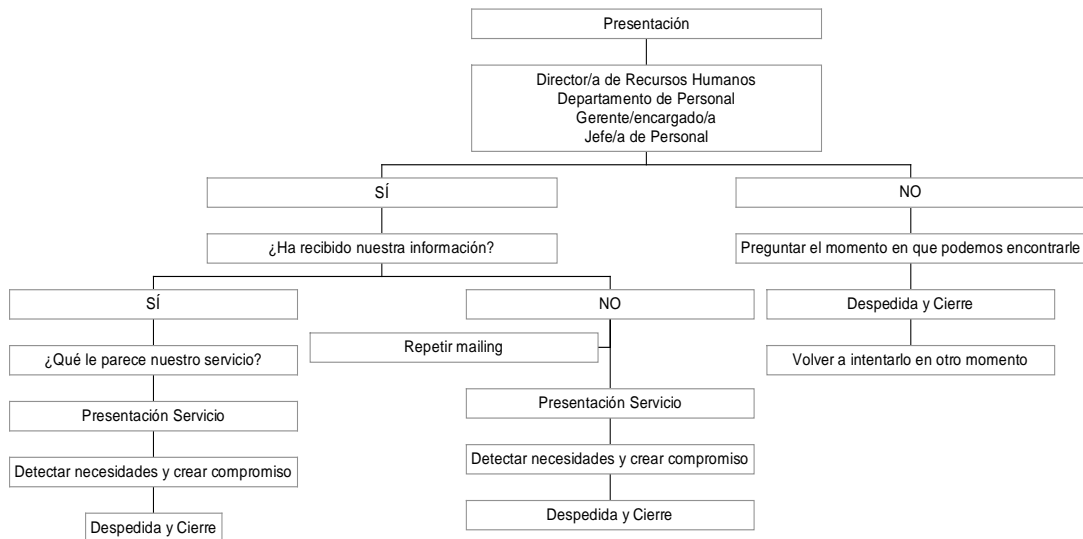 Presentación
Director/a de Recursos Humanos
Departamento de Personal
Gerente/encargado/a
Jefe/a de Personal
SÍ
NO
¿Ha recibido nuestra información?
Preguntar el momento en que podemos encontrarle
SÍ
NO
Despedida y Cierre
¿Qué le parece nuestro servicio?
Repetir mailing
Volver a intentarlo en otro momento
Presentación Servicio
Presentación Servicio
Detectar necesidades y crear compromiso
Detectar necesidades y crear compromiso
Despedida y Cierre
Despedida y Cierre